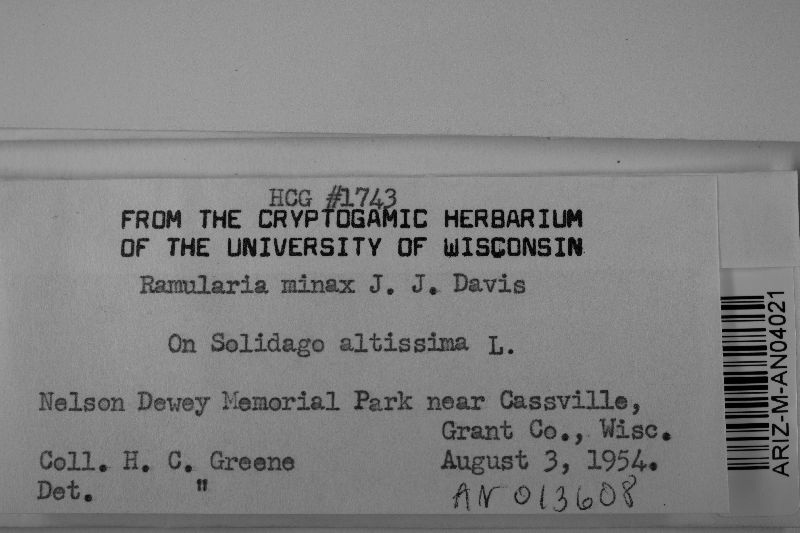 HCG #1743
FROM THE CRYPTOGAMIC HERBARIUM
OF THE UNIVERSITY OF WISCONSIN
Ramularia minax J. J. Davis
On Solidago altissima L.
Nelson Dewey Memorial Park near Cassville,
Grant Co., Wisc.
Coll. H. C. Greene August 3, 1954.
Det. "
AN 013608
ARIZ-M-AN04021